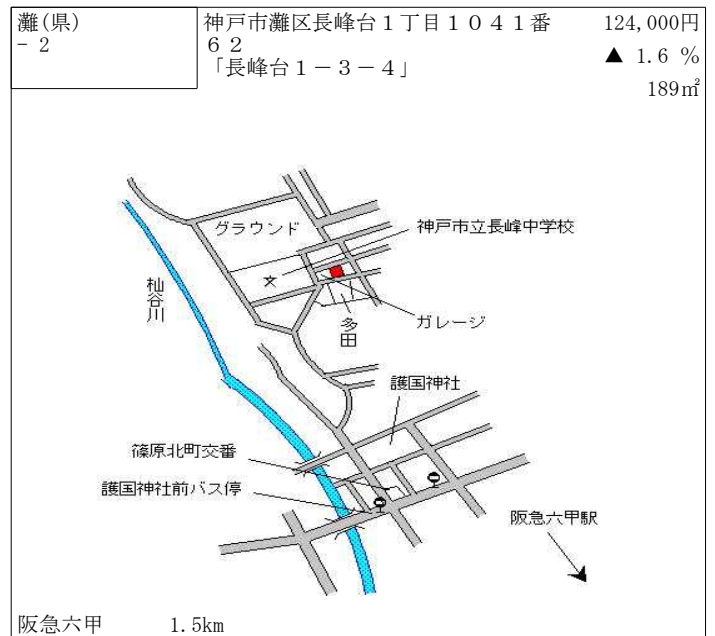 灘(県)
－２
神戸市灘区長峰台１丁目１０４１番
６２
「長峰台１－３－４」
124,000円
▲ 1.6 %
189㎡
グラウンド
神戸市立長峰中学校
杣谷川
多田
ガレージ
護国神社
篠原北町交番
護国神社前バス停
阪急六甲駅
阪急六甲 1.5km